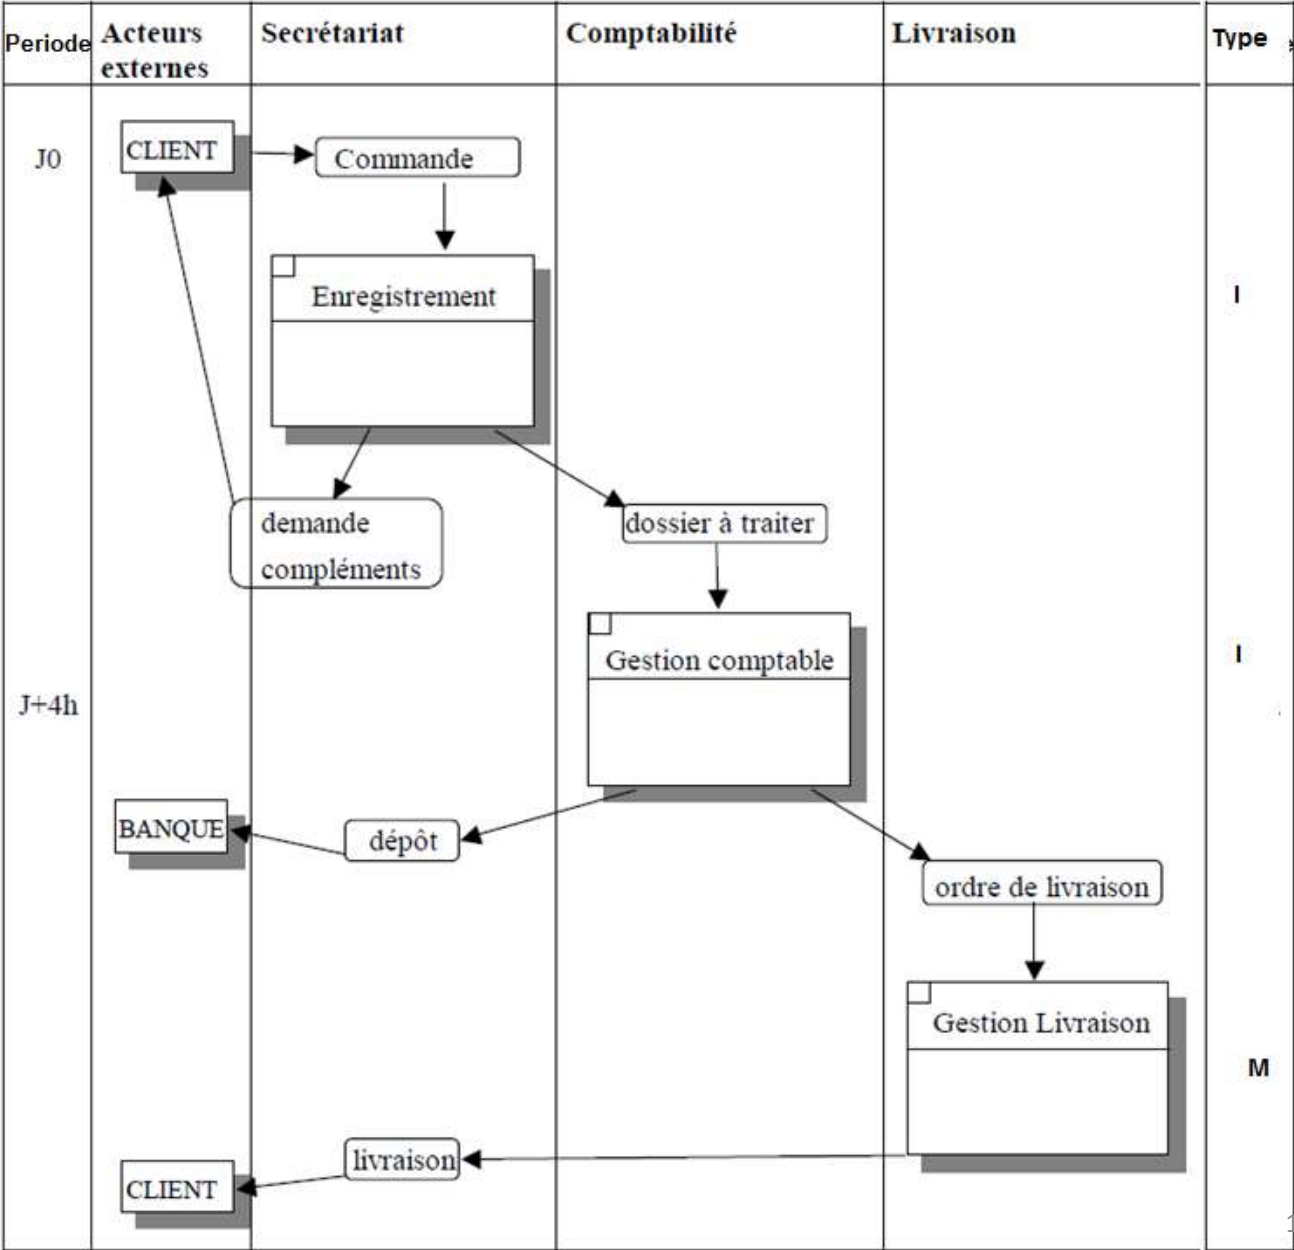 Periode
Acteurs
externes
Secrétariat
Comptabilité
Livraison
Type
J0
CLIENT
Commande
Enregistrement
I
demande
compléments
dossier à traiter
Gestion comptable
I
J+4h
BANQUE
dépôt
ordre de livraison
Gestion Livraison
M
livraison
CLIENT